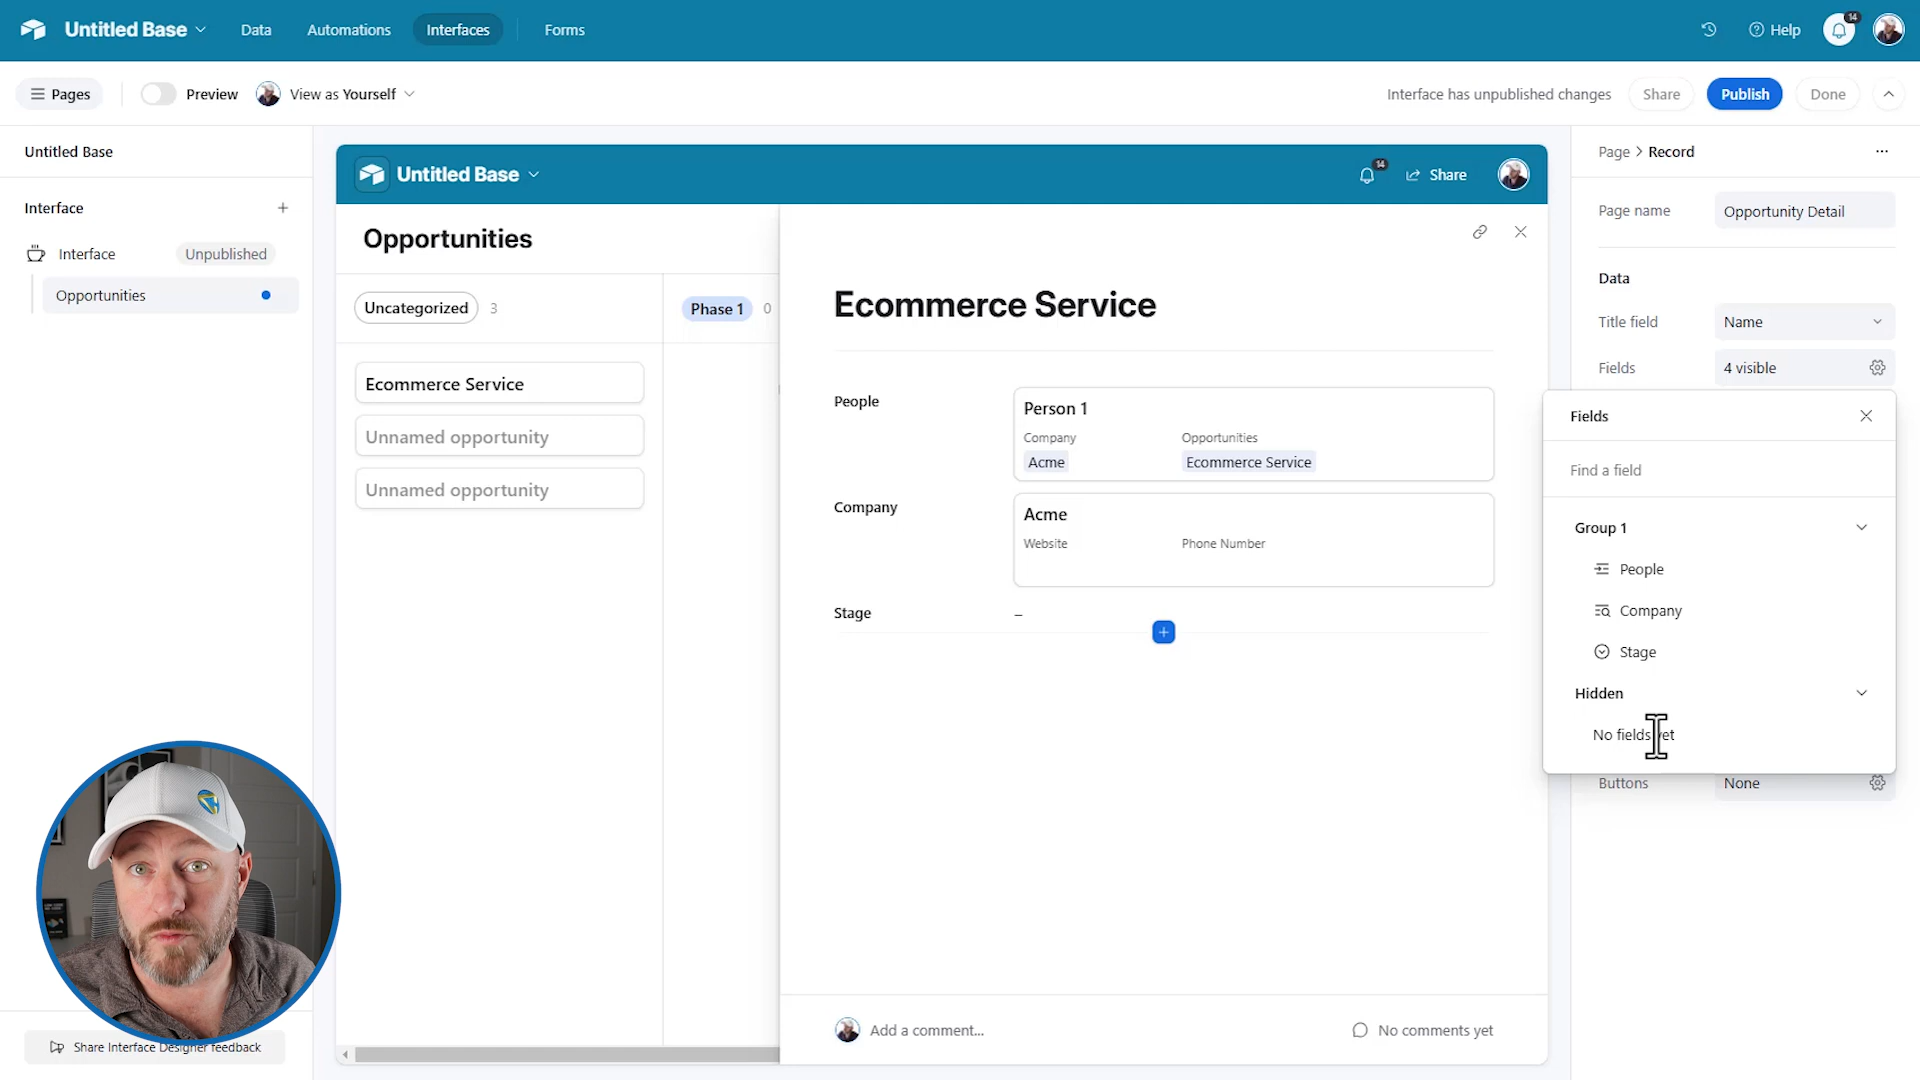 Untitled Base
Data
Automations
Interfaces
Forms
Help
14
Pages
Preview
View as Yourself
Interface has unpublished changes
Share
Publish
Done
Untitled Base
Interface
Interface
Unpublished
Opportunities
Share Interface Designer feedback
Untitled Base
14
Share
Opportunities
Uncategorized 3
Phase 1 0
Ecommerce Service
Unnamed opportunity
Unnamed opportunity
Ecommerce Service
People
Person 1
Company
Opportunities
Acme
Ecommerce Service
Company
Acme
Website
Phone Number
Stage
–
Add a comment...
No comments yet
Page > Record
Page name
Opportunity Detail
Data
Title field
Name
Fields
4 visible
Fields
Find a field
Group 1
People
Company
Stage
Hidden
No fields yet
Buttons
None